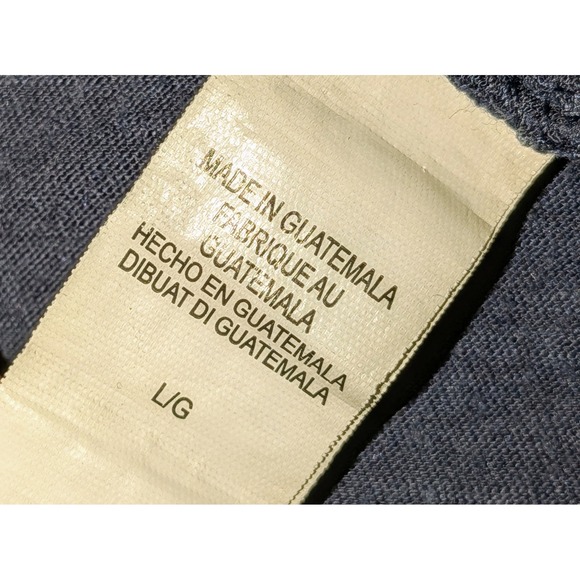 MADE IN GUATEMALA
FABRIQUE AU
GUATEMALA
HECHO EN GUATEMALA
DIBUAT DI GUATEMALA
L/G